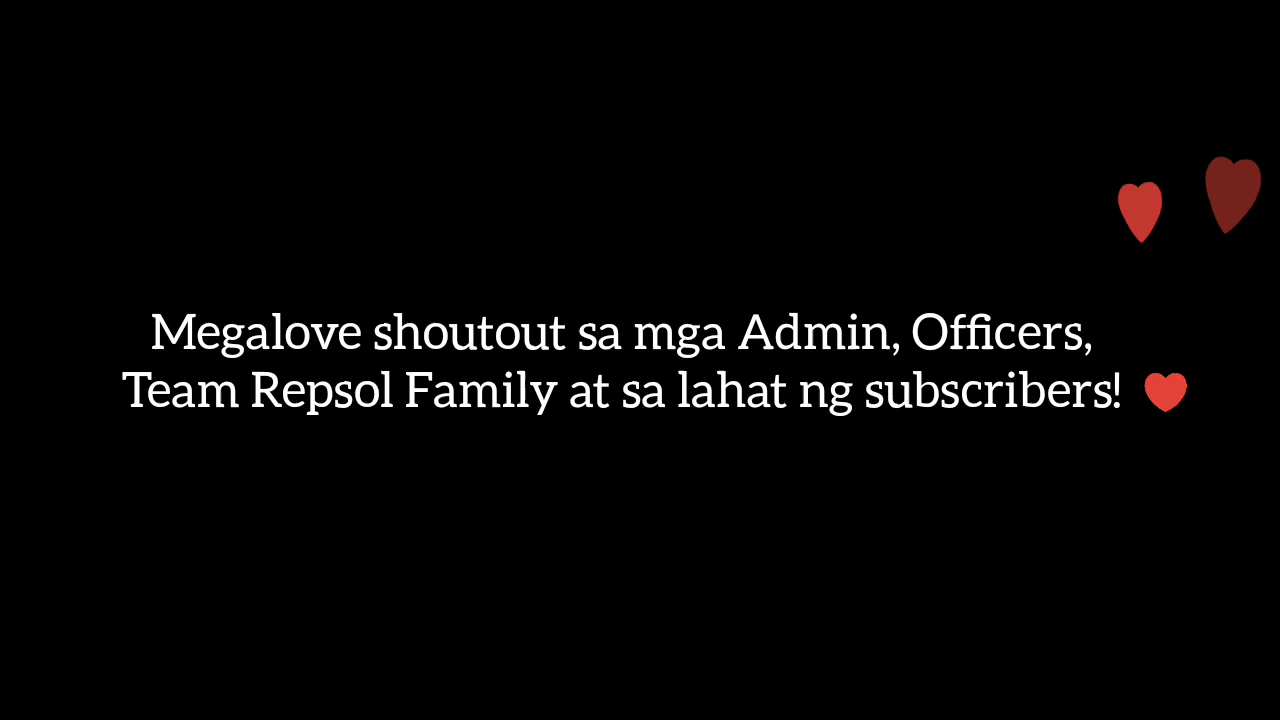 Megalove shoutout sa mga Admin, Officers,
Team Repsol Family at sa lahat ng subscribers!